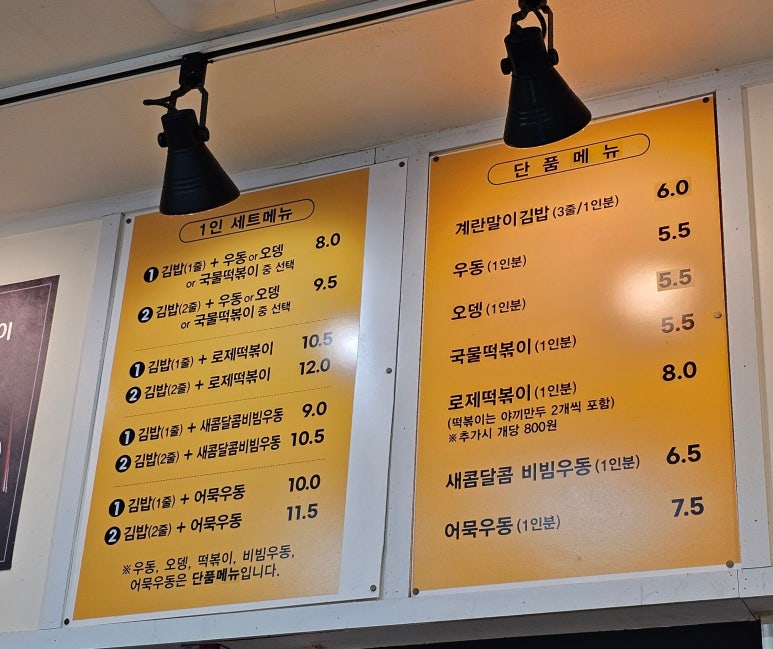 이
1인 세트메뉴
❶ 김밥(1줄) + 우동or오뎅 8.0
or 국물떡볶이 중 선택
❷ 김밥(2줄) + 우동or오뎅 9.5
or 국물떡볶이 중 선택
❶ 김밥(1줄) + 로제떡볶이 10.5
❷ 김밥(2줄) + 로제떡볶이 12.0
❶ 김밥(1줄) + 새콤달콤비빔우동 9.0
❷ 김밥(2줄) + 새콤달콤비빔우동 10.5
❶ 김밥(1줄) + 어묵우동 10.0
❷ 김밥(2줄) + 어묵우동 11.5
※우동, 오뎅, 떡볶이, 비빔우동,
어묵우동은 단품메뉴입니다.
단 품 메 뉴
계란말이김밥 (3줄/1인분) 6.0
우동 (1인분) 5.5
오뎅 (1인분) 5.5
국물떡볶이 (1인분) 5.5
로제떡볶이 (1인분) 8.0
(떡볶이는 야끼만두 2개씩 포함)
※추가시 개당 800원
새콤달콤 비빔우동 (1인분) 6.5
어묵우동 (1인분) 7.5